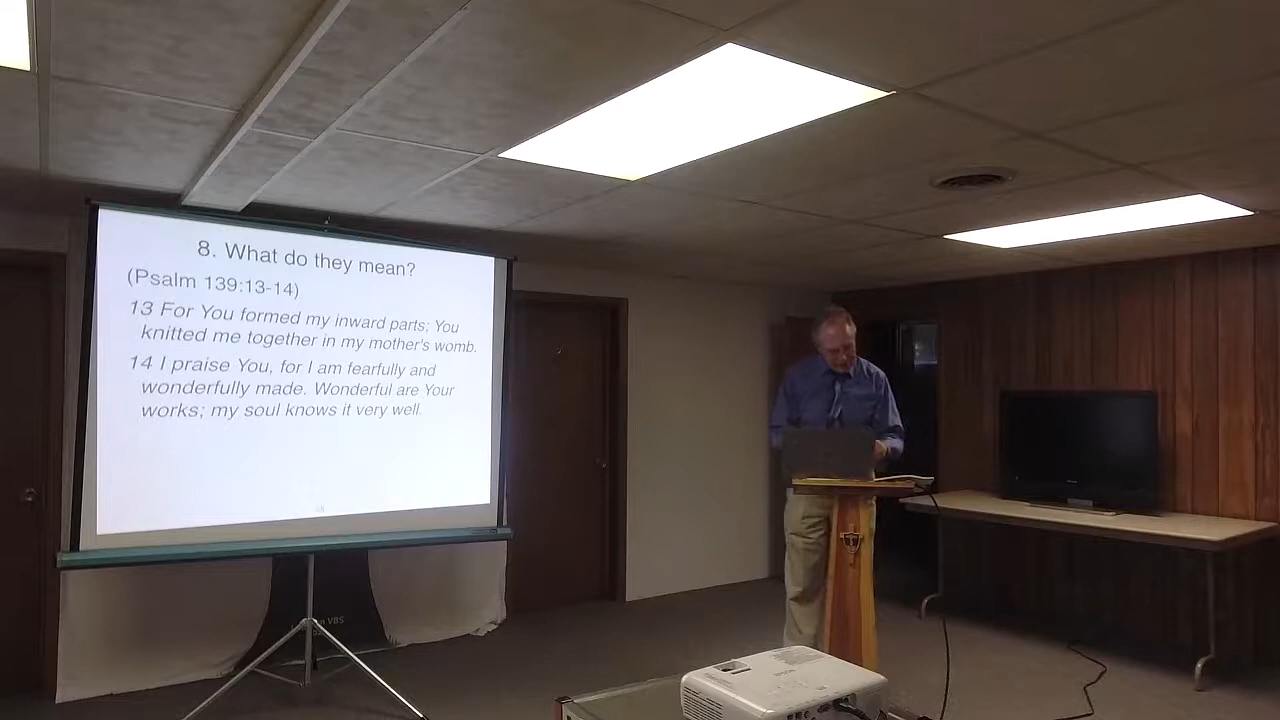 8. What do they mean?
(Psalm 139:13-14)
13 For You formed my inward parts; You
knitted me together in my mother's womb.
14 I praise You, for I am fearfully and
wonderfully made. Wonderful are Your
works; my soul knows it very well.
VBS